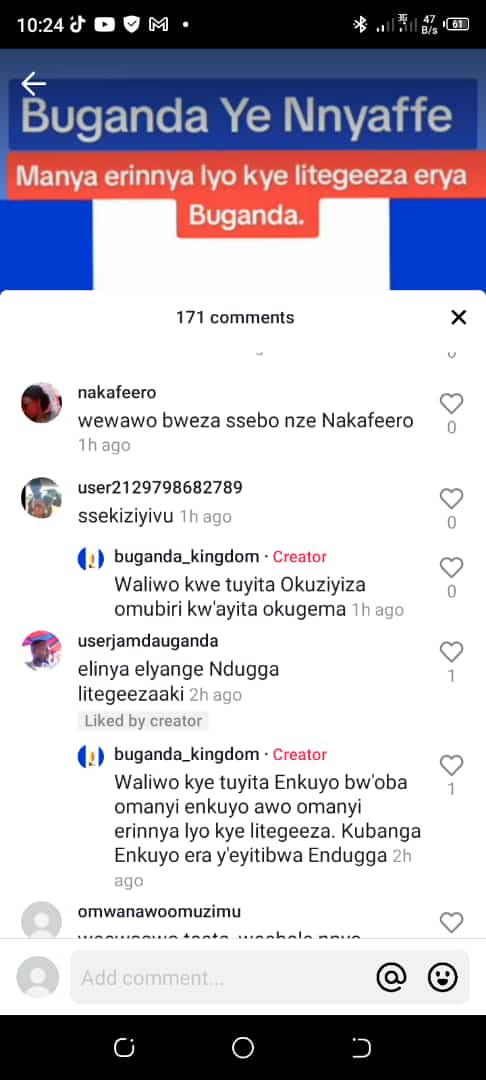 10:24
3G
47
B/s
61
Buganda Ye Nnyaffe
Manya erinnya lyo kye litegeeza erya
Buganda.
171 comments
nakafeero
wewawo bweza ssebo nze Nakafeero
0
1h ago
user2129798682789
ssekiziyivu 1h ago
0
buganda_kingdom · Creator
Waliwo kwe tuyita Okuziyiza
omubiri kw'ayita okugema 1h ago
0
userjamdauganda
elinya elyange Ndugga
litegeezaaki 2h ago
1
Liked by creator
buganda_kingdom · Creator
Waliwo kye tuyita Enkuyo bw'oba
omanyi enkuyo awo omanyi
erinnya lyo kye litegeeza. Kubanga
Enkuyo era y'eyitibwa Endugga 2h
ago
1
omwanawoomuzimu
Add comment...